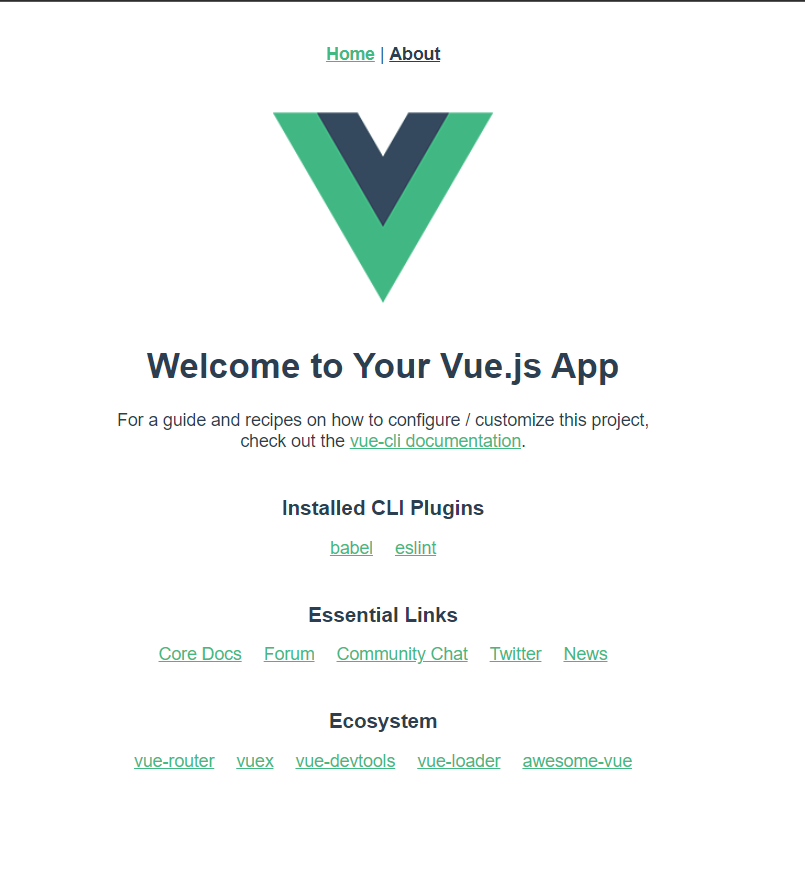 Home | About
Welcome to Your Vue.js App
For a guide and recipes on how to configure / customize this project,
check out the vue-cli documentation.
Installed CLI Plugins
babel eslint
Essential Links
Core Docs Forum Community Chat Twitter News
Ecosystem
vue-router vuex vue-devtools vue-loader awesome-vue